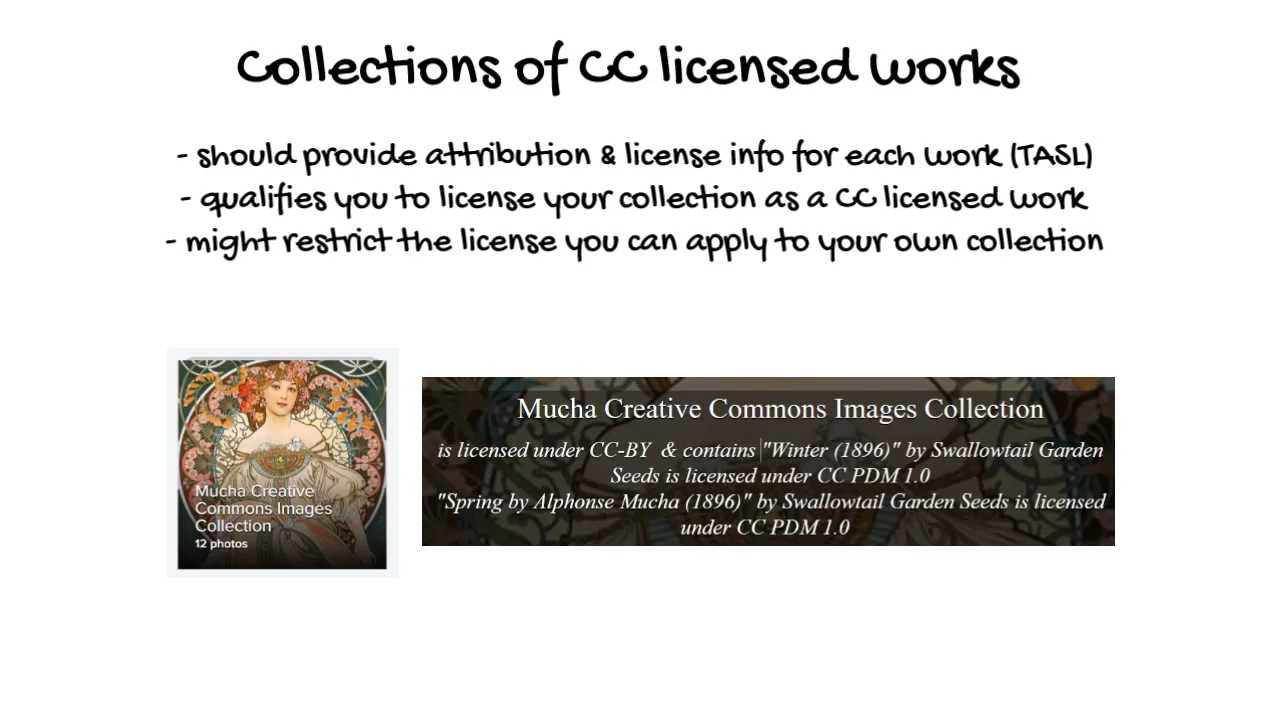 Collections of CC licensed works
- should provide attribution & license info for each work (TASL)
- qualifies you to license your collection as a CC licensed work
- might restrict the license you can apply to your own collection
Mucha Creative
Commons Images
Collection
12 photos
Mucha Creative Commons Images Collection
is licensed under CC-BY & contains "Winter (1896)" by Swallowtail Garden
Seeds is licensed under CC PDM 1.0
"Spring by Alphonse Mucha (1896)" by Swallowtail Garden Seeds is licensed
under CC PDM 1.0